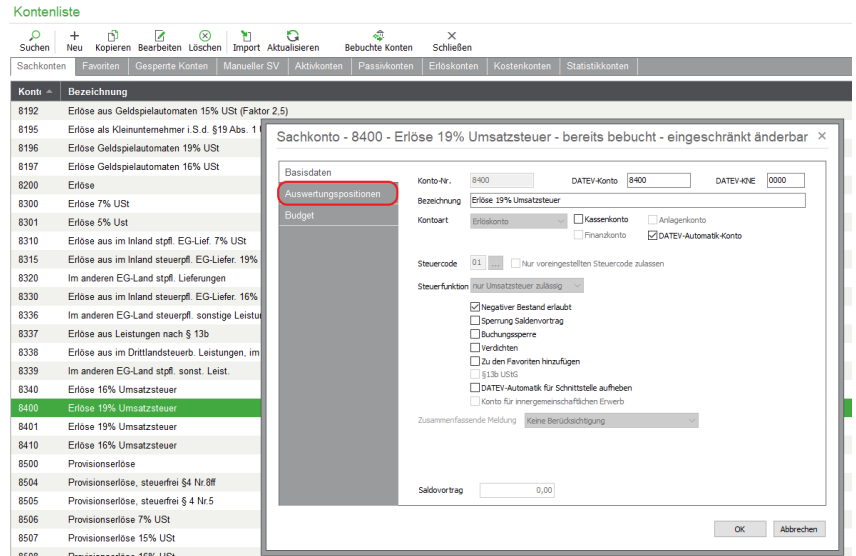 Kontenliste
Suchen Neu Kopieren Bearbeiten Löschen Import Aktualisieren Bebuchte Konten Schließen
Sachkonten Favoriten Gesperrte Konten Manueller SV Aktivkonten Passivkonten Erlöskonten Kostenkonten Statistikkonten
Kont Bezeichnung
8192 Erlöse aus Geldspielautomaten 15% USt (Faktor 2,5)
8195 Erlöse als Kleinunternehmer i.S.d. §19 Abs. 1
8196 Erlöse Geldspielautomaten 19% USt
8197 Erlöse Geldspielautomaten 16% USt
8200 Erlöse
8300 Erlöse 7% USt
8301 Erlöse 5% Ust
8310 Erlöse aus im Inland stpfl. EG-Lief. 7% USt
8315 Erlöse aus im Inland steuerpfl. EG-Liefer. 19%
8320 Im anderen EG-Land stpfl. Lieferungen
8330 Erlöse aus im Inland steuerpfl. EG-Liefer. 16%
8336 Im anderen EG-Land steuerpfl. sonstige Leistu
8337 Erlöse aus Leistungen nach § 13b
8338 Erlöse aus im Drittlandsteuerb. Leistungen, im
8339 Im anderen EG-Land stpfl. sonst. Leist.
8340 Erlöse 16% Umsatzsteuer
8400 Erlöse 19% Umsatzsteuer
8401 Erlöse 19% Umsatzsteuer
8410 Erlöse 16% Umsatzsteuer
8500 Provisionserlöse
8504 Provisionserlöse, steuerfrei §4 Nr.8ff
8505 Provisionserlöse, steuerfrei § 4 Nr.5
8506 Provisionserlöse 7% USt
8507 Provisionserlöse 15% USt
8508 Provisionserlöse 16% USt
Sachkonto - 8400 - Erlöse 19% Umsatzsteuer - bereits bebucht - eingeschränkt änderbar
Basisdaten
Auswertungspositionen
Budget
Konto-Nr. 8400 DATEV-Konto 8400 DATEV-KNE 0000
Bezeichnung Erlöse 19% Umsatzsteuer
Kontoart Erlöskonto Kassenkonto Anlagenkonto
Finanzkonto DATEV-Automatik-Konto
Steuercode 01 ... Nur voreingestellten Steuercode zulassen
Steuerfunktion nur Umsatzsteuer zulässig
Negativer Bestand erlaubt
Sperrung Saldenvortrag
Buchungssperre
Verdichten
Zu den Favoriten hinzufügen
§13b UStG
DATEV-Automatik für Schnittstelle aufheben
Konto für innergemeinschaftlichen Erwerb
Zusammenfassende Meldung Keine Berücksichtigung
Saldovortrag 0,00
OK Abbrechen